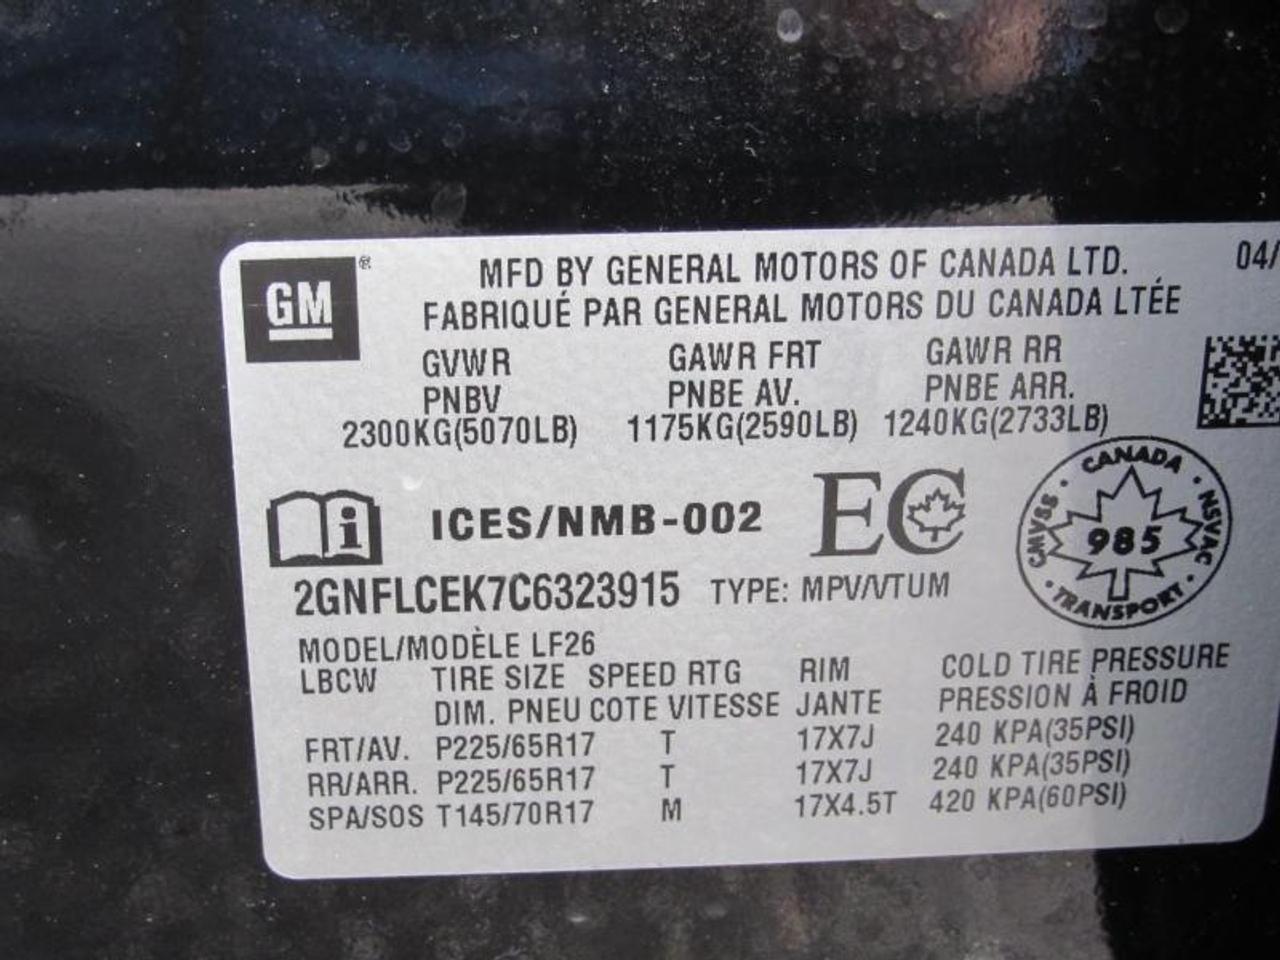 GM ®
MFD BY GENERAL MOTORS OF CANADA LTD. 04/
FABRIQUÉ PAR GENERAL MOTORS DU CANADA LTÉE
GVWR GAWR FRT GAWR RR
PNBV PNBE AV. PNBE ARR.
2300KG(5070LB) 1175KG(2590LB) 1240KG(2733LB)
ICES/NMB-002 EC
CANADA
CMVSS · 985 · NSVAC
· TRANSPORT ·
2GNFLCEK7C6323915 TYPE: MPV/VTUM
MODEL/MODÈLE LF26
LBCW TIRE SIZE SPEED RTG RIM COLD TIRE PRESSURE
DIM. PNEU COTE VITESSE JANTE PRESSION À FROID
FRT/AV. P225/65R17 T 17X7J 240 KPA(35PSI)
RR/ARR. P225/65R17 T 17X7J 240 KPA(35PSI)
SPA/SOS T145/70R17 M 17X4.5T 420 KPA(60PSI)